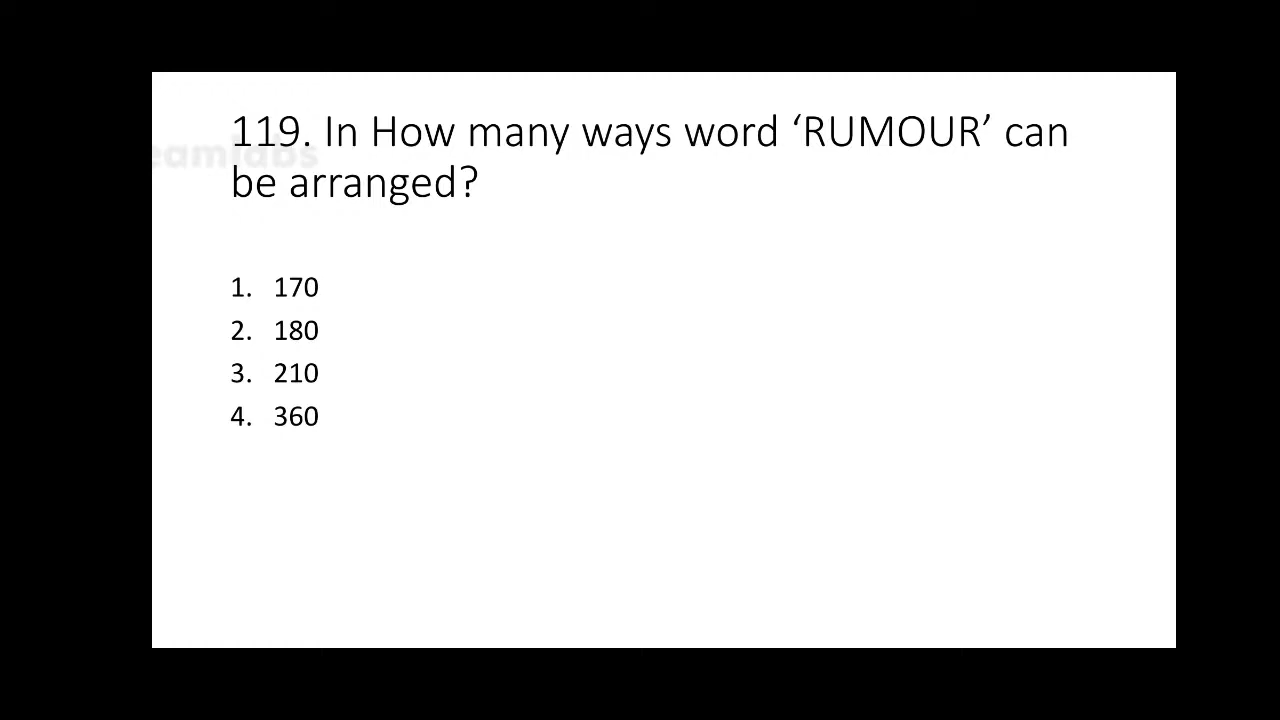 119. In How many ways word ‘RUMOUR’ can
be arranged?
1. 170
2. 180
3. 210
4. 360